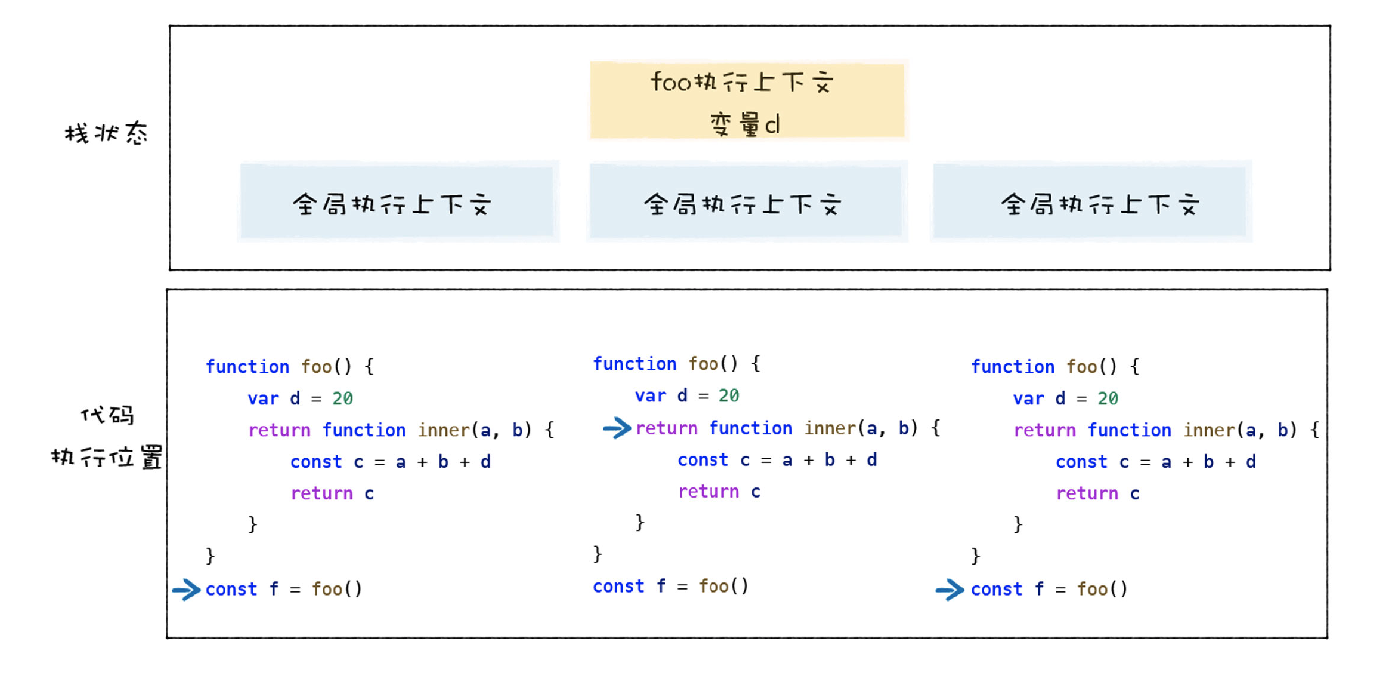 栈状态
foo执行上下文
变量d
全局执行上下文
全局执行上下文
全局执行上下文
代码
执行位置
function foo() {
    var d = 20
    return function inner(a, b) {
        const c = a + b + d
        return c
    }
}
const f = foo()
function foo() {
    var d = 20
    return function inner(a, b) {
        const c = a + b + d
        return c
    }
}
const f = foo()
function foo() {
    var d = 20
    return function inner(a, b) {
        const c = a + b + d
        return c
    }
}
const f = foo()